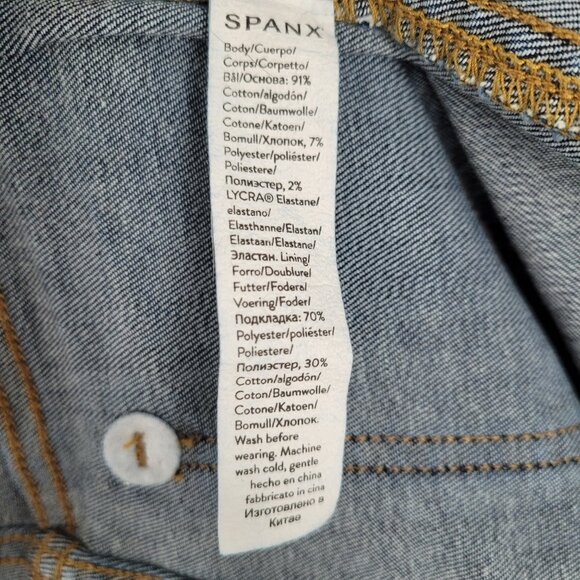 SPANX
Body/Cuerpo/
Corps/Corpetto/
Bål/Основа: 91%
Cotton/algodón/
Coton/Baumwolle/
Cotone/Katoen/
Bomull/Хлопок, 7%
Polyester/poliéster/
Poliestere/
Полиэстер, 2%
LYCRA® Elastane/
elastano/
Elasthanne/Elastan/
Elastaan/Elastane/
Эластан. Lining/
Forro/Doublure/
Futter/Foderal
Voering/Foder/
Подкладка: 70%
Polyester/poliéster/
Poliestere/
Полиэстер, 30%
Cotton/algodón/
Coton/Baumwolle/
Cotone/Katoen/
Bomull/Хлопок.
Wash before
wearing. Machine
wash cold, gentle
hecho en china
fabbricato in cina
Изготовлено в
Китае
1